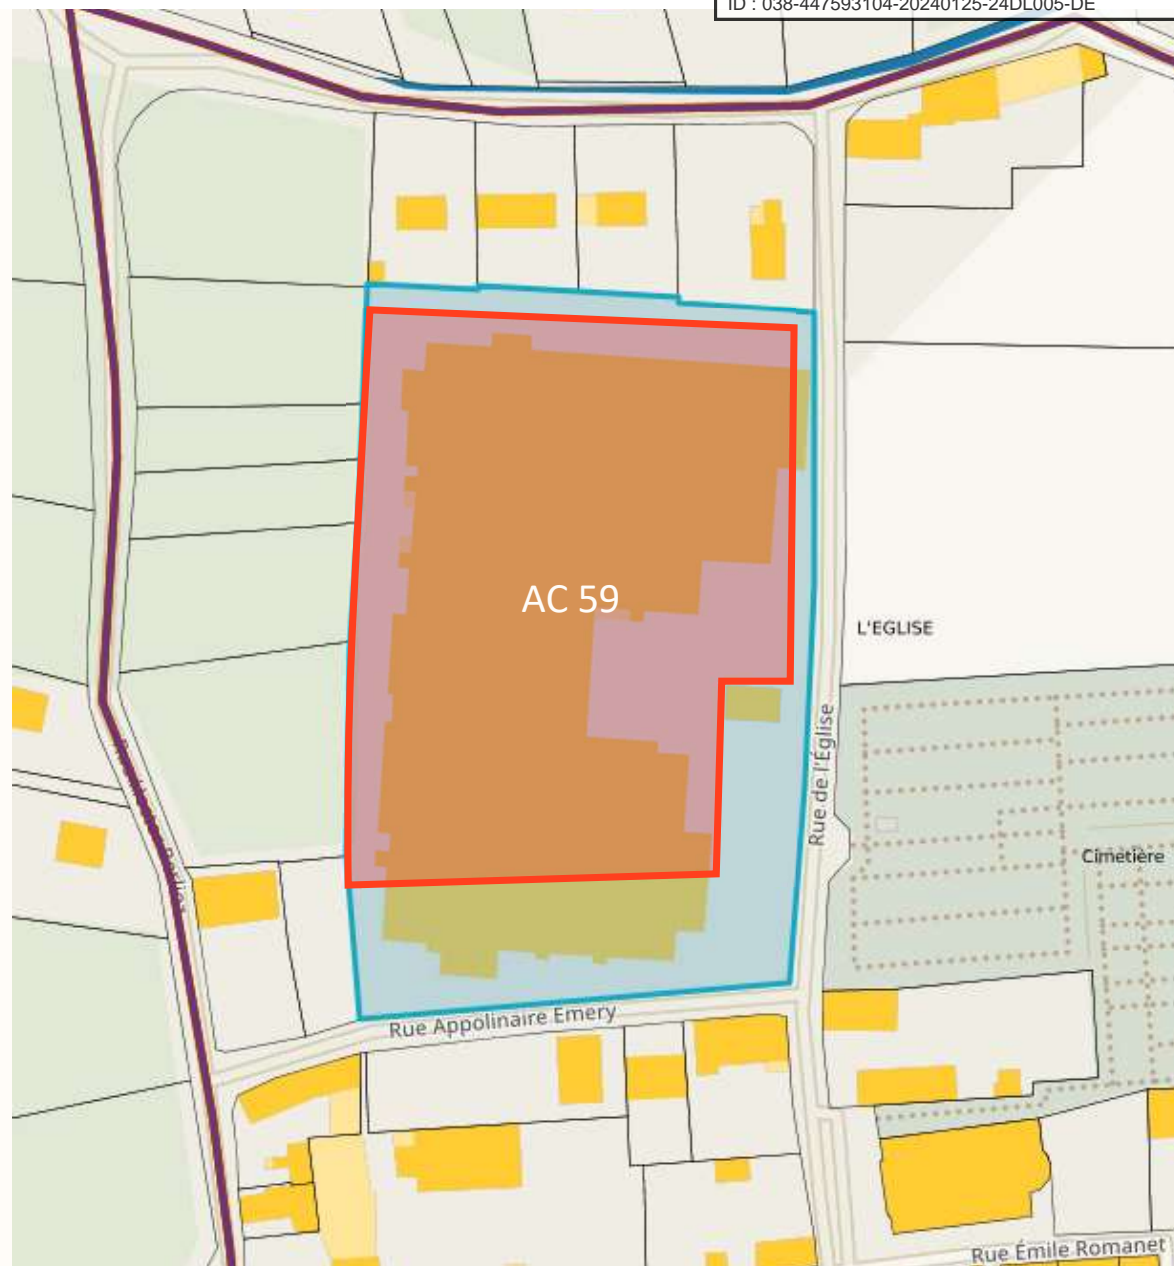 ID : 038-447593104-20240125-24DL005-DE
AC 59
L'EGLISE
Rue de l'Église
Cimetière
Rue Appolinaire Emery
Rue Émile Romanet